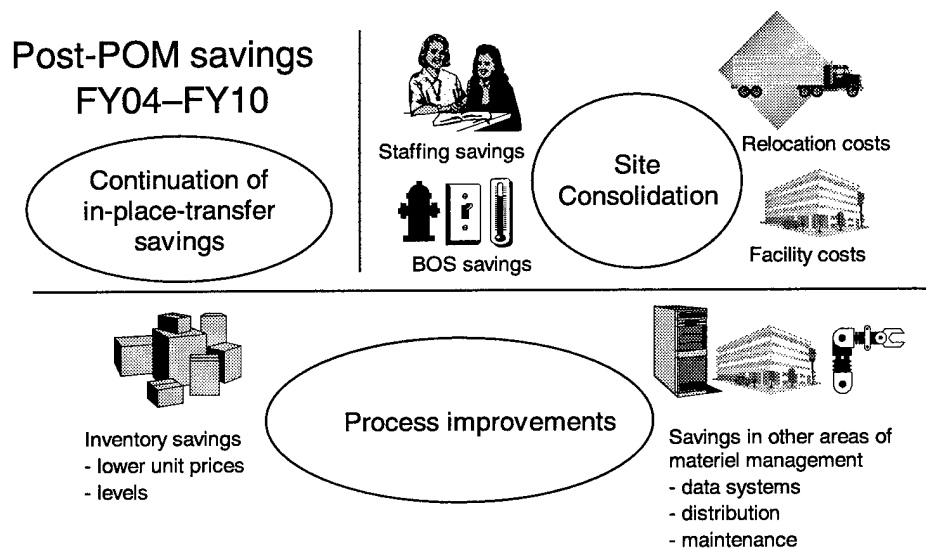 Post-POM savings
FY04–FY10
Continuation of
in-place-transfer
savings
Staffing savings
BOS savings
Site
Consolidation
Relocation costs
Facility costs
Inventory savings
- lower unit prices
- levels
Process improvements
Savings in other areas of
materiel management
- data systems
- distribution
- maintenance